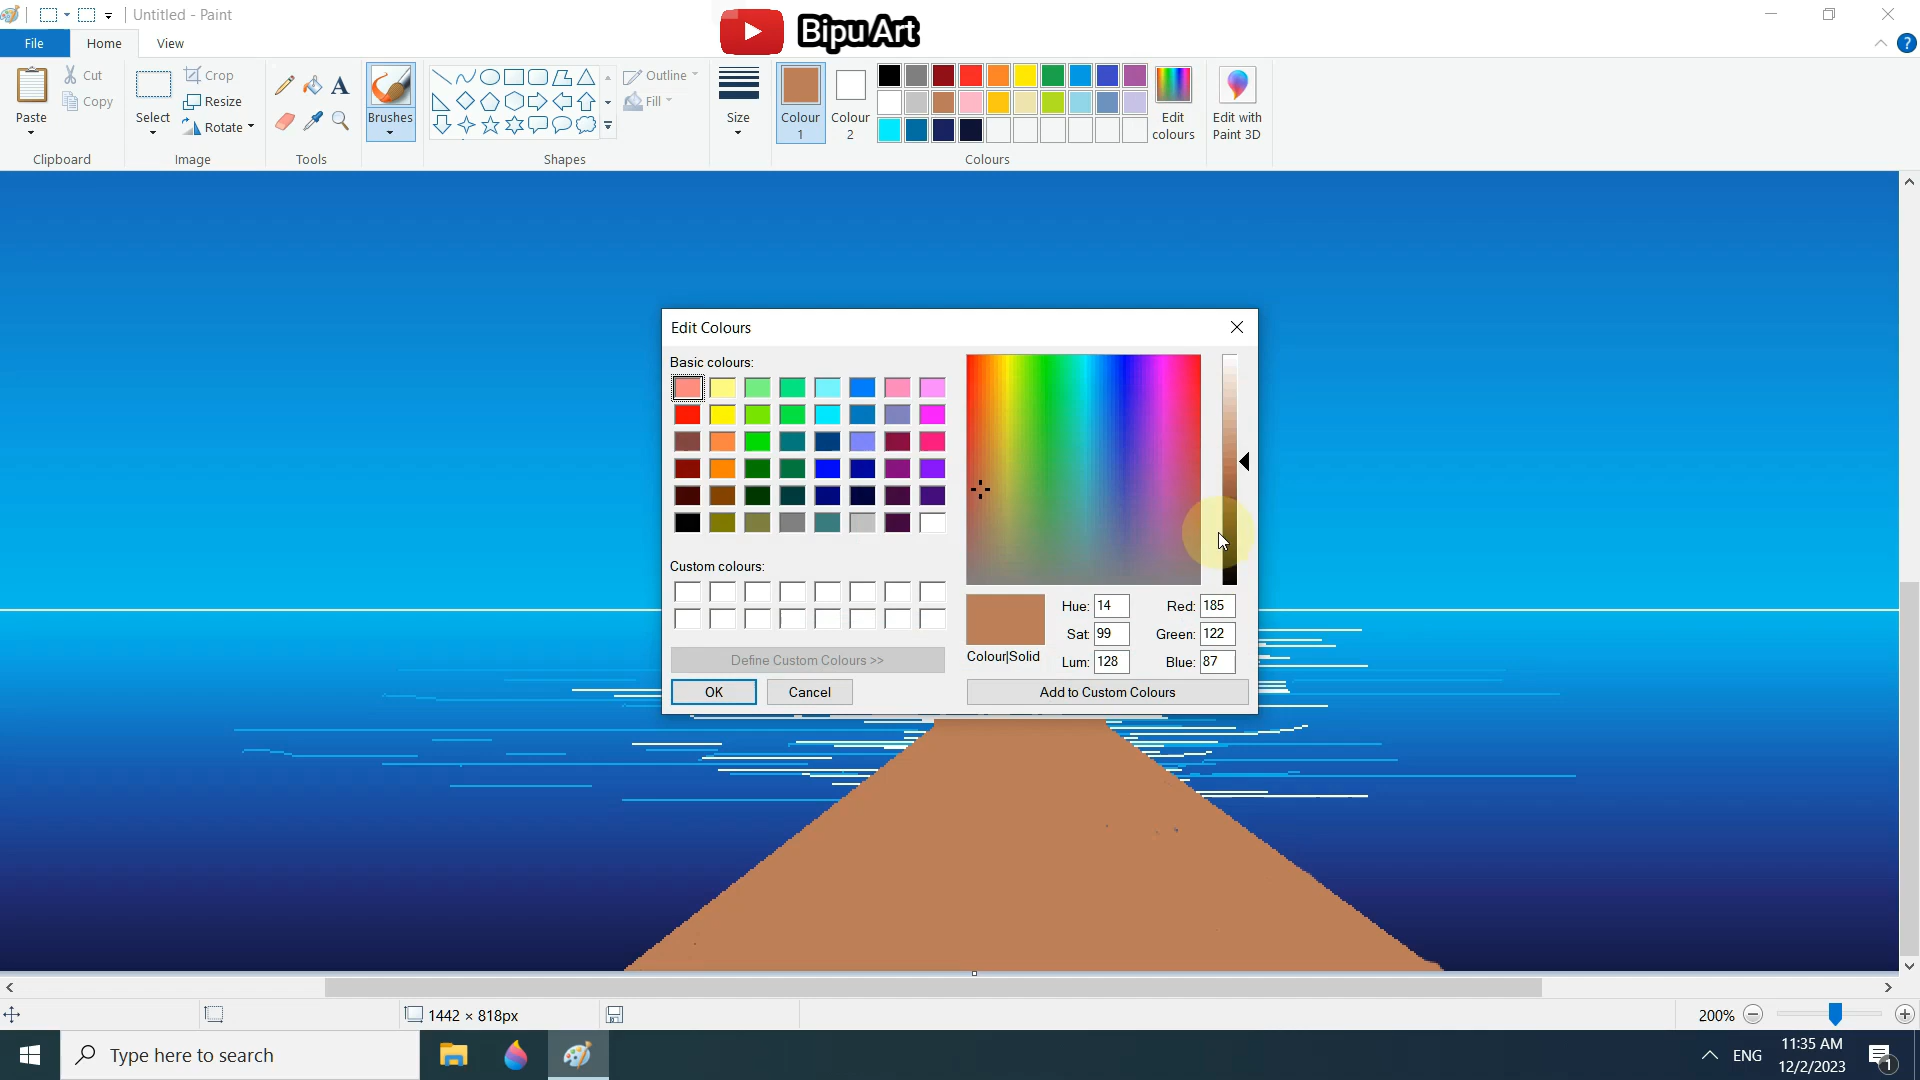 Untitled - Paint
Bipu Art
File
Home
View
Paste
Cut
Copy
Clipboard
Select
Crop
Resize
Rotate
Image
A
Tools
Brushes
Shapes
Outline
Fill
Size
Colour 1
Colour 2
Edit colours
Colours
Edit with Paint 3D
Edit Colours
Basic colours:
Custom colours:
Define Custom Colours >>
OK
Cancel
Colour|Solid
Hue: 14
Sat: 99
Lum: 128
Red: 185
Green: 122
Blue: 87
Add to Custom Colours
1442 × 818px
200%
Type here to search
ENG
11:35 AM
12/2/2023
1